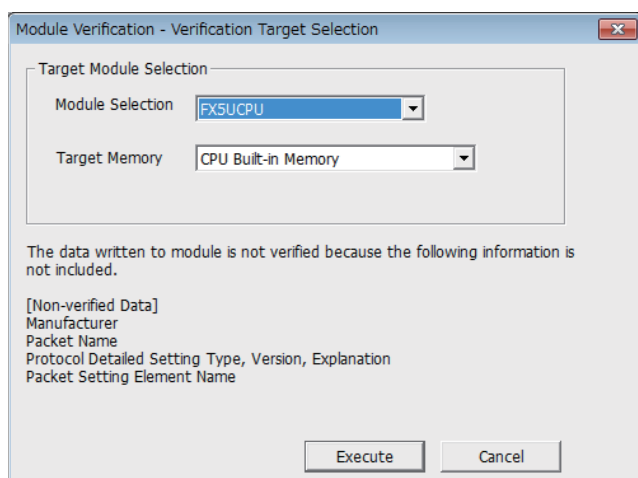 Module Verification - Verification Target Selection
Target Module Selection
Module Selection FX5UCPU
Target Memory CPU Built-in Memory
The data written to module is not verified because the following information is
not included.
[Non-verified Data]
Manufacturer
Packet Name
Protocol Detailed Setting Type, Version, Explanation
Packet Setting Element Name
Execute Cancel